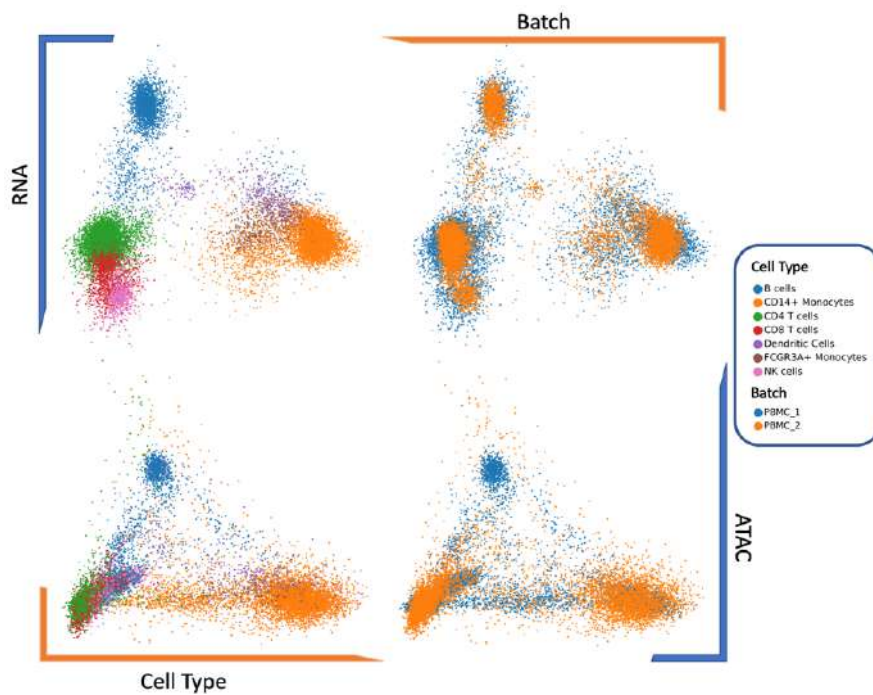 Batch
RNA
Cell Type
B cells
CD14+ Monocytes
CD4 T cells
CD8 T cells
Dendritic Cells
FCGR3A+ Monocytes
NK cells
Batch
PBMC_1
PBMC_2
ATAC
Cell Type